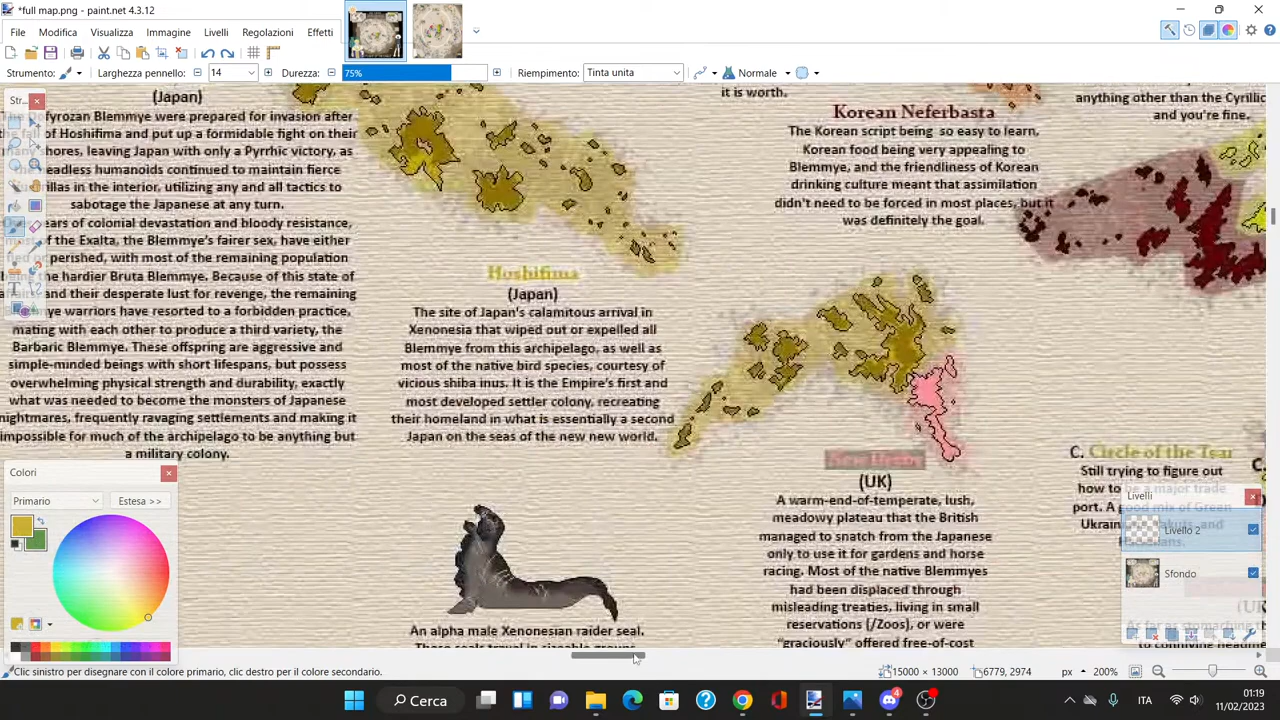 *full map.png - paint.net 4.3.12
File Modifica Visualizza Immagine Livelli Regolazioni Effetti
Strumento: Larghezza pennello: 14 Durezza: 75% Riempimento: Tinta unita Normale
Str...
(Japan)
fyrozan Blemmye were prepared for invasion after
the fall of Hoshifima and put up a formidable fight on their
shores, leaving Japan with only a Pyrrhic victory, as
headless humanoids continued to maintain fierce
in the interior, utilizing any and all tactics to
sabotage the Japanese at any turn.
ears of colonial devastation and bloody resistance,
of the Exalta, the Blemmye's fairer sex, have either
perished, with most of the remaining population
the hardier Bruta Blemmye. Because of this state of
and their desperate lust for revenge, the remaining
warriors have resorted to a forbidden practice,
mating with each other to produce a third variety, the
Barbaric Blemmye. These offspring are aggressive and
simple-minded beings with short lifespans, but possess
overwhelming physical strength and durability, exactly
what was needed to become the monsters of Japanese
nightmares, frequently ravaging settlements and making it
impossible for much of the archipelago to be anything but
a military colony.
Hoshifima
(Japan)
The site of Japan's calamitous arrival in
Xenonesia that wiped out or expelled all
Blemmye from this archipelago, as well as
most of the native bird species, courtesy of
vicious shiba inus. It is the Empire's first and
most developed settler colony, recreating
their homeland in what is essentially a second
Japan on the seas of the new new world.
An alpha male Xenonesian raider seal.
These seals travel in sizeable groups
it is worth.
Korean Neferbasta
The Korean script being so easy to learn,
Korean food being very appealing to
Blemmye, and the friendliness of Korean
drinking culture meant that assimilation
didn't need to be forced in most places, but it
was definitely the goal.
(UK)
A warm-end-of-temperate, lush,
meadowy plateau that the British
managed to snatch from the Japanese
only to use it for gardens and horse
racing. Most of the native Blemmyes
had been displaced through
misleading treaties, living in small
reservations (/Zoos), or were
"graciously" offered free-of-cost
anything other than the Cyrillic
and you're fine.
C. Circle of the Tsar
Still trying to figure out
how to be a major trade
port. A good mix of Green
Ukrain
Colori
Primario Estesa >>
Livelli
Livello 2
Sfondo
Clic sinistro per disegnare con il colore primario, clic destro per il colore secondario.
15000 × 13000 6779, 2974 px 200%
Cerca
4
ITA
01:19
11/02/2023